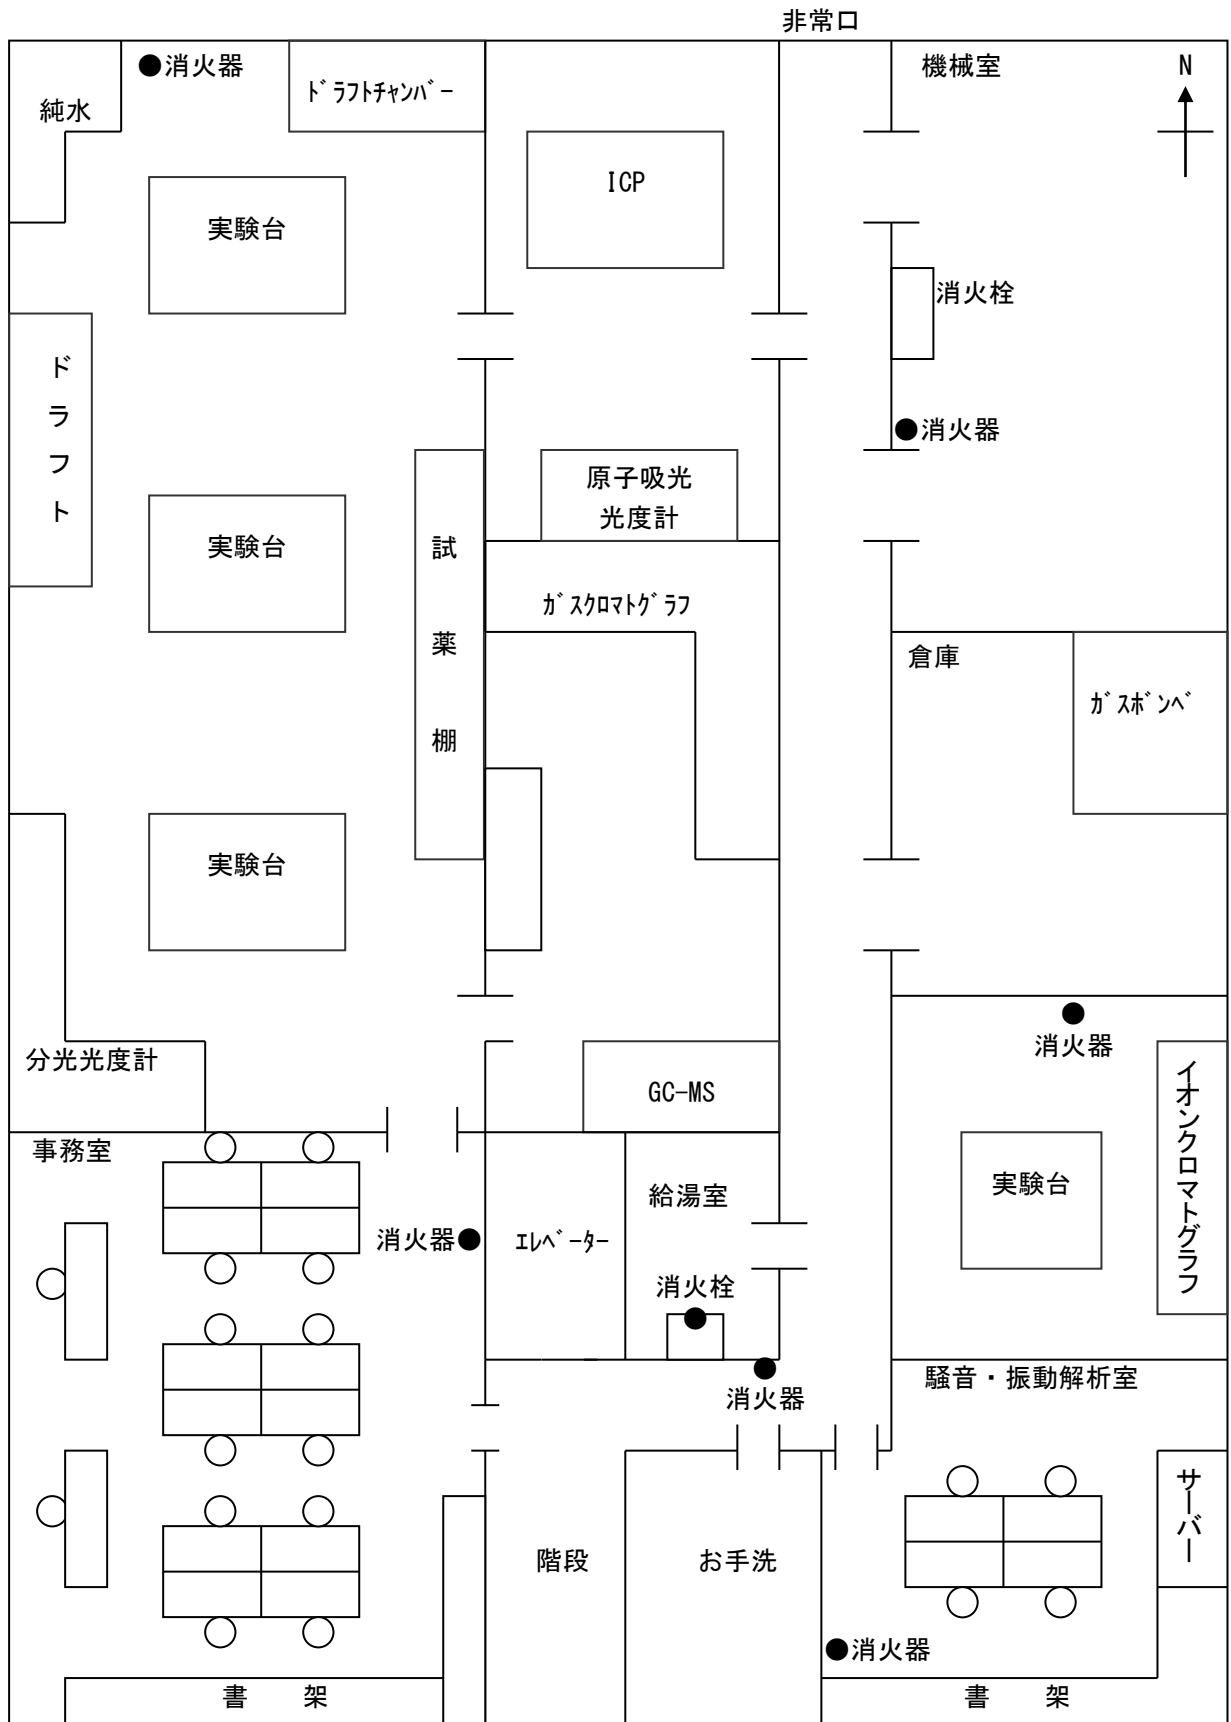 非常口
●消火器
ﾄﾞﾗﾌﾄﾁｬﾝﾊﾞｰ
機械室
N
純水
ICP
実験台
消火栓
ドラフト
●消火器
原子吸光
光度計
実験台
試薬棚
ｶﾞｽｸﾛﾏﾄｸﾞﾗﾌ
倉庫
ｶﾞｽﾎﾞﾝﾍﾞ
実験台
消火器
分光光度計
GC-MS
イオンクロマトグラフ
事務室
実験台
給湯室
消火器●
ｴﾚﾍﾞｰﾀｰ
消火栓
騒音・振動解析室
消火器
サーバー
階段
お手洗
●消火器
書　架
書　架